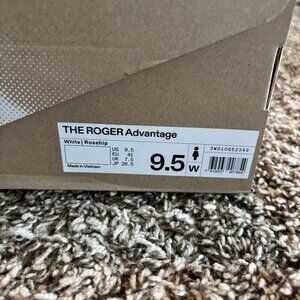 THE ROGER Advantage
White | Rosehip
US 9.5
EU 41
UK 7.5
JP 26.5
Made in Vietnam
9.5 W
3WD10652349